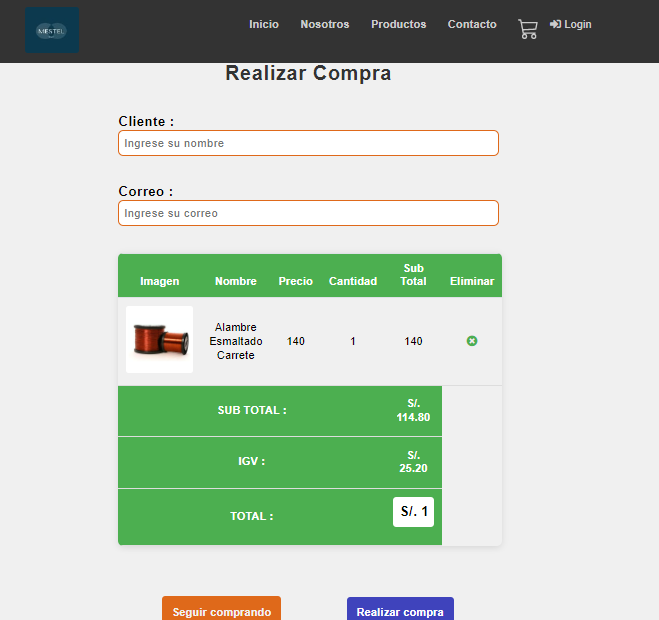 MESTEL
Inicio Nosotros Productos Contacto Login
Realizar Compra
Cliente :
Ingrese su nombre
Correo :
Ingrese su correo
Imagen Nombre Precio Cantidad Sub Total Eliminar
Alambre Esmaltado Carrete 140 1 140
SUB TOTAL : S/. 114.80
IGV : S/. 25.20
TOTAL : S/. 1
Seguir comprando Realizar compra